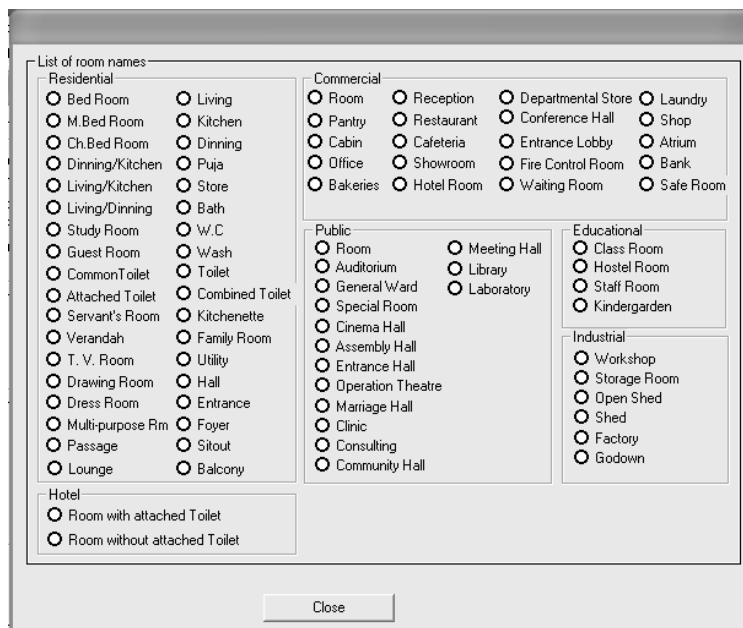 List of room names
Residential
Bed Room Living
M.Bed Room Kitchen
Ch.Bed Room Dinning
Dinning/Kitchen Puja
Living/Kitchen Store
Living/Dinning Bath
Study Room W.C
Guest Room Wash
CommonToilet Toilet
Attached Toilet Combined Toilet
Servant's Room Kitchenette
Verandah Family Room
T. V. Room Utility
Drawing Room Hall
Dress Room Entrance
Multi-purpose Rm Foyer
Passage Sitout
Lounge Balcony
Commercial
Room Reception Departmental Store Laundry
Pantry Restaurant Conference Hall Shop
Cabin Cafeteria Entrance Lobby Atrium
Office Showroom Fire Control Room Bank
Bakeries Hotel Room Waiting Room Safe Room
Public
Room Meeting Hall
Auditorium Library
General Ward Laboratory
Special Room
Cinema Hall
Assembly Hall
Entrance Hall
Operation Theatre
Marriage Hall
Clinic
Consulting
Community Hall
Educational
Class Room
Hostel Room
Staff Room
Kindergarden
Industrial
Workshop
Storage Room
Open Shed
Shed
Factory
Godown
Hotel
Room with attached Toilet
Room without attached Toilet
Close